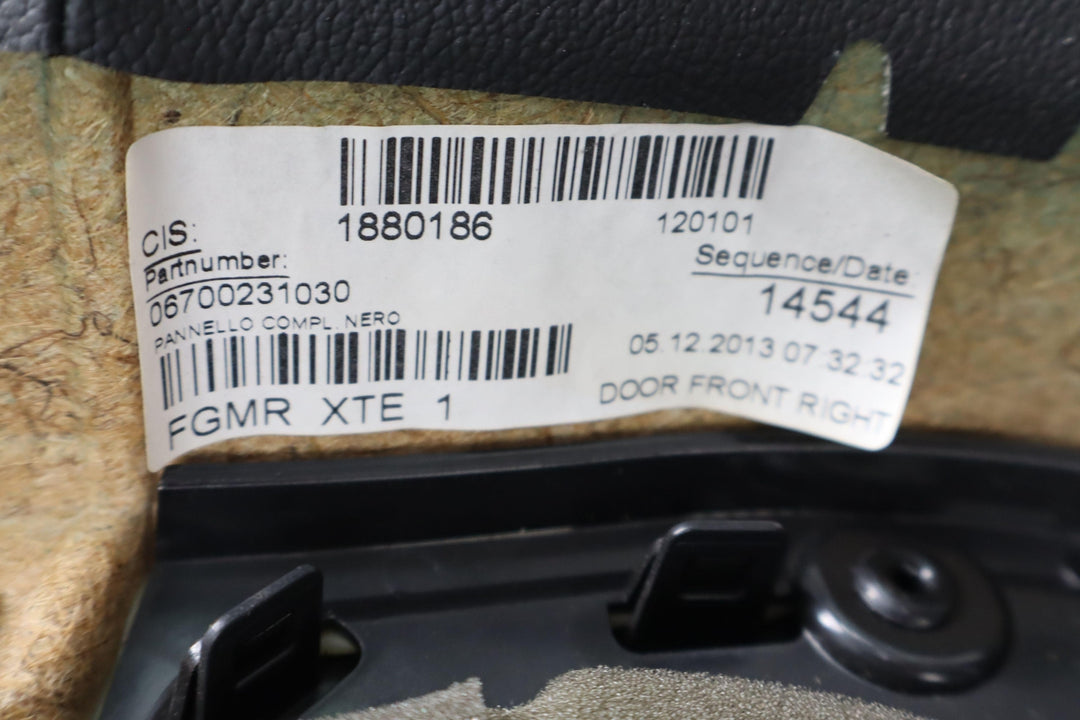 CIS: 1880186 120101
Partnumber: Sequence/Date:
06700231030 14544
PANNELLO COMPL. NERO 05.12.2013 07:32:32
FGMR XTE 1 DOOR FRONT RIGHT